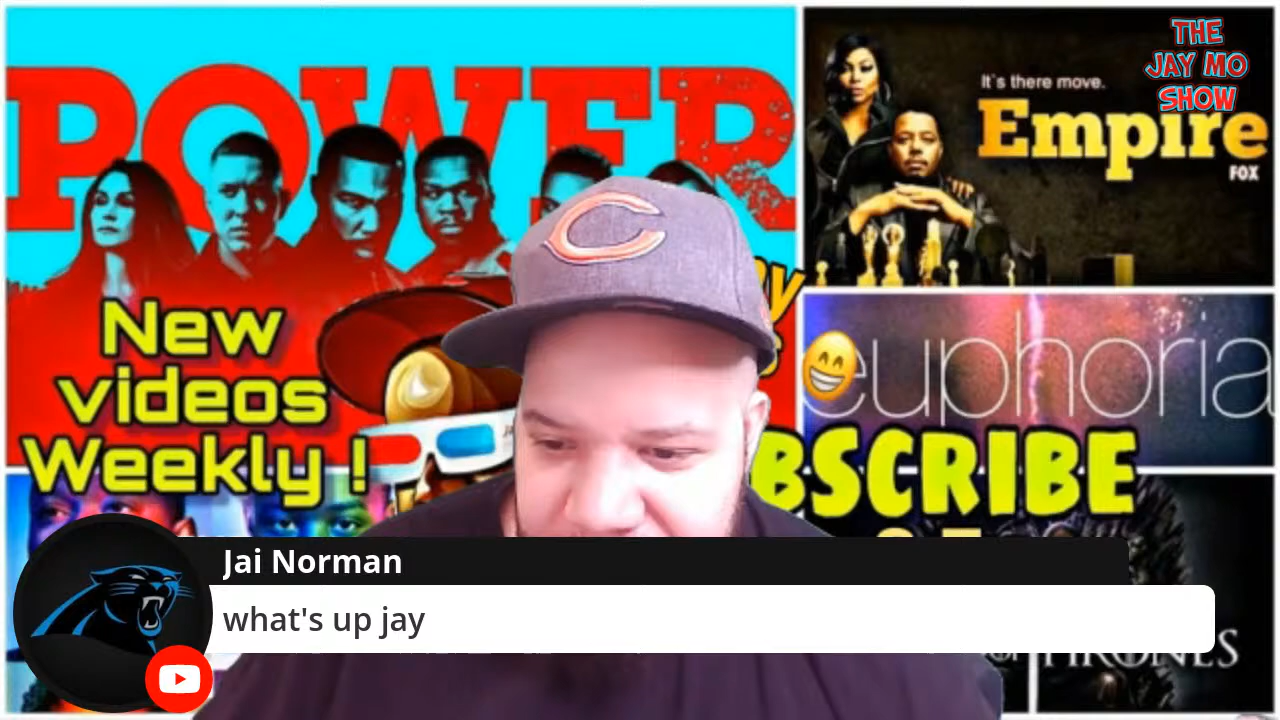 POWER
THE
JAY MO
SHOW
It's there move.
Empire
FOX
New
videos
Weekly !
euphoria
BSCRIBE
C
Jai Norman
what's up jay
THRONES